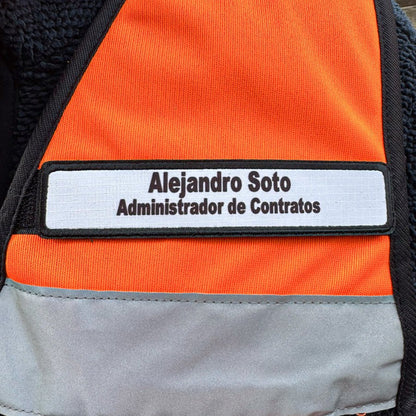 Alejandro Soto
Administrador de Contratos